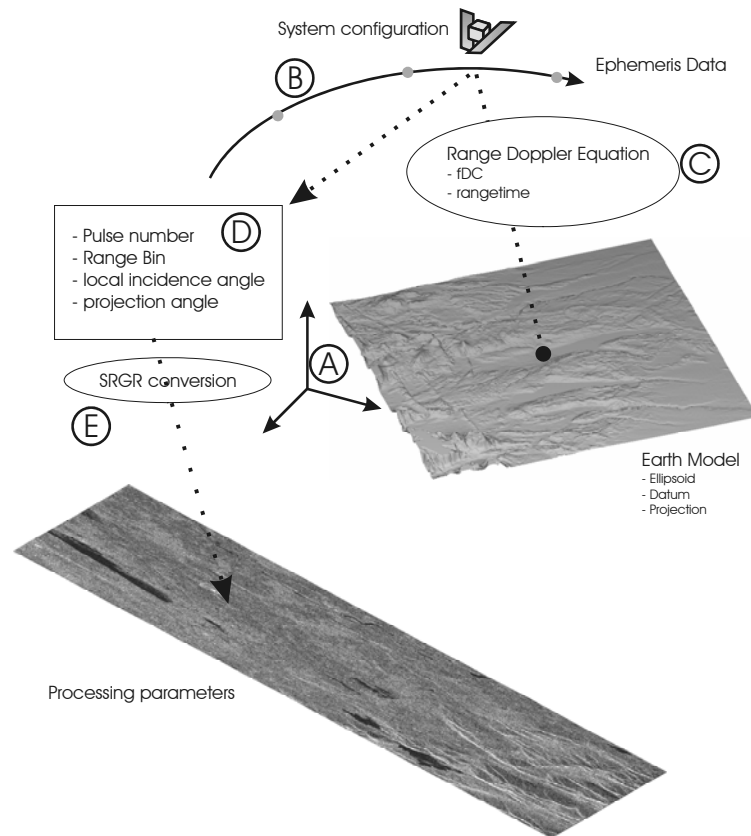 System configuration
B
Ephemeris Data
Range Doppler Equation
- fDC
- rangetime
C
D
- Pulse number
- Range Bin
- local incidence angle
- projection angle
A
SRGR conversion
E
Earth Model
- Ellipsoid
- Datum
- Projection
Processing parameters